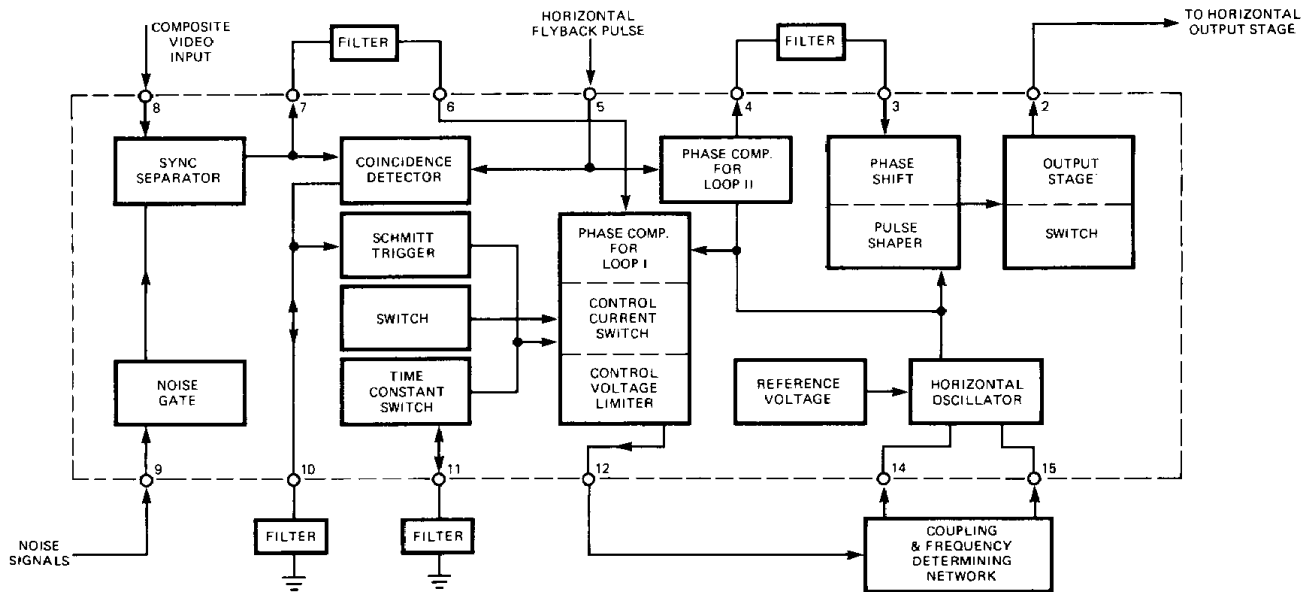 COMPOSITE
VIDEO
INPUT
FILTER
HORIZONTAL
FLYBACK PULSE
FILTER
TO HORIZONTAL
OUTPUT STAGE
8
7
6
5
4
3
2
SYNC
SEPARATOR
COINCIDENCE
DETECTOR
PHASE COMP.
FOR
LOOP II
PHASE
SHIFT
PULSE
SHAPER
OUTPUT
STAGE
SWITCH
SCHMITT
TRIGGER
PHASE COMP.
FOR
LOOP I
SWITCH
CONTROL
CURRENT
SWITCH
NOISE
GATE
TIME
CONSTANT
SWITCH
CONTROL
VOLTAGE
LIMITER
REFERENCE
VOLTAGE
HORIZONTAL
OSCILLATOR
9
10
11
12
14
15
NOISE
SIGNALS
FILTER
FILTER
COUPLING
& FREQUENCY
DETERMINING
NETWORK